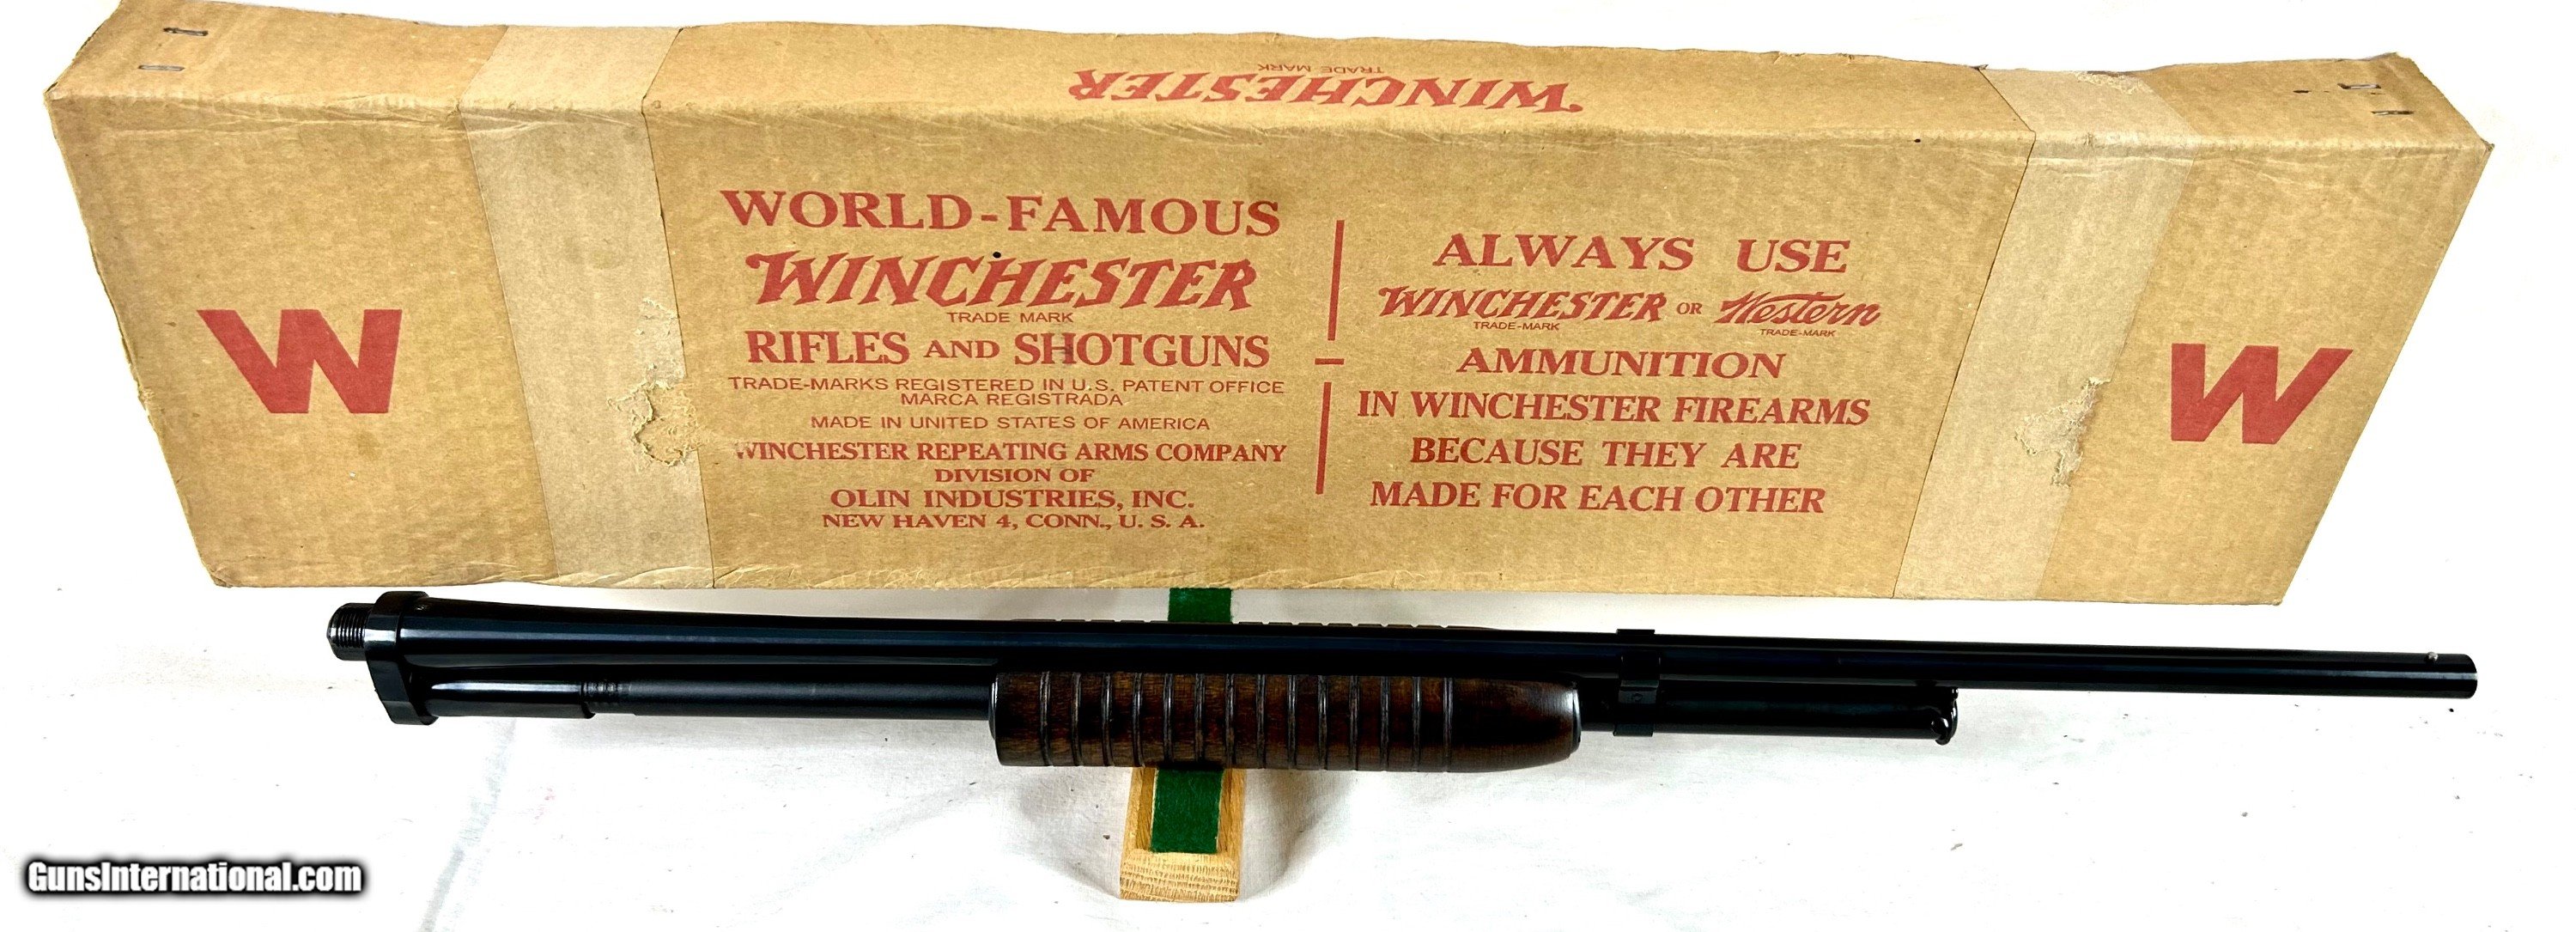 WINCHESTER
TRADE MARK
WORLD-FAMOUS
WINCHESTER
TRADE MARK
RIFLES AND SHOTGUNS
TRADE-MARKS REGISTERED IN U.S. PATENT OFFICE
MARCA REGISTRADA
MADE IN UNITED STATES OF AMERICA
WINCHESTER REPEATING ARMS COMPANY
DIVISION OF
OLIN INDUSTRIES, INC.
NEW HAVEN 4, CONN., U. S. A.
ALWAYS USE
WINCHESTER OR Western
TRADE-MARK TRADE-MARK
AMMUNITION
IN WINCHESTER FIREARMS
BECAUSE THEY ARE
MADE FOR EACH OTHER
W
W
GunsInternational.com